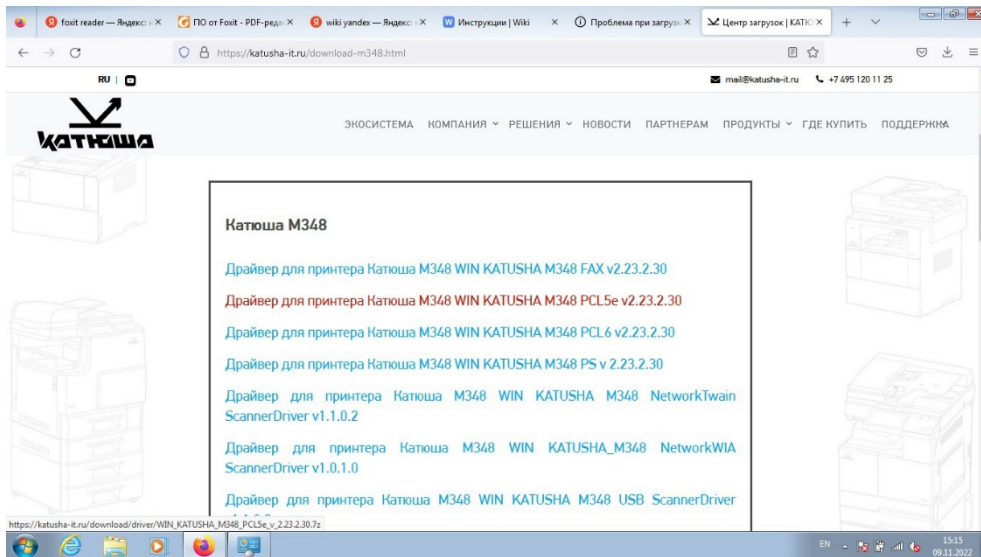 foxit reader — Яндекс:
ПО от Foxit - PDF-реда
wiki yandex — Яндекс:
Инструкции | Wiki
Проблема при загрузк
Центр загрузок | КАТЮ
https://katusha-it.ru/download-m348.html
RU |
mail@katusha-it.ru
+7 495 120 11 25
катюша
ЭКОСИСТЕМА КОМПАНИЯ РЕШЕНИЯ НОВОСТИ ПАРТНЕРАМ ПРОДУКТЫ ГДЕ КУПИТЬ ПОДДЕРЖКА
Катюша M348
Драйвер для принтера Катюша M348 WIN KATUSHA M348 FAX v2.23.2.30
Драйвер для принтера Катюша M348 WIN KATUSHA M348 PCL5e v2.23.2.30
Драйвер для принтера Катюша M348 WIN KATUSHA M348 PCL6 v2.23.2.30
Драйвер для принтера Катюша M348 WIN KATUSHA M348 PS v 2.23.2.30
Драйвер для принтера Катюша M348 WIN KATUSHA M348 NetworkTwain
ScannerDriver v1.1.0.2
Драйвер для принтера Катюша M348 WIN KATUSHA_M348 NetworkWIA
ScannerDriver v1.0.1.0
Драйвер для принтера Катюша M348 WIN KATUSHA M348 USB ScannerDriver
https://katusha-it.ru/download/driver/WIN_KATUSHA_M348_PCL5e_v_2.23.2.30.7z
EN
15:15
09.11.2022